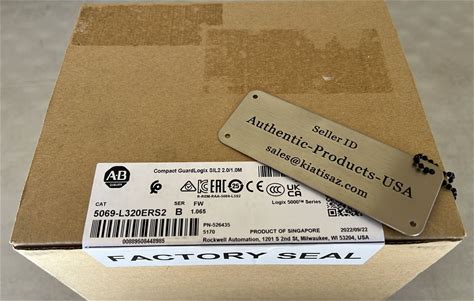 Seller ID
Authentic-Products-USA
sales@kiatisaz.com
A·B
Compact GuardLogix SIL2 2.0/1.0M
CAT
SER
FW
Logix 5000™ Series
5069-L320ERS2
B
1.065
PN-526435
5170
PRODUCT OF SINGAPORE
2022/09/22
Rockwell Automation, 1201 S 2nd St, Milwaukee, WI 53204, USA
FACTORY SEAL